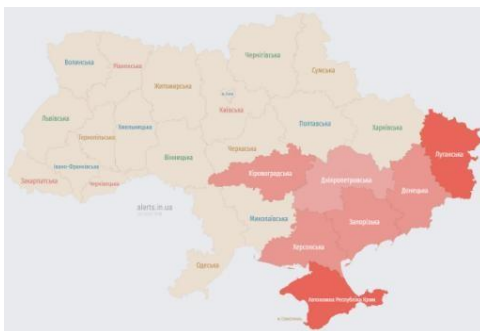 Чернігівська
Сумська
Волинська
Рівненська
Житомирська
Київська
Полтавська
Харківська
Луганська
Львівська
Тернопільська
Хмельницька
Вінницька
Черкаська
Івано-Франківська
Закарпатська
Чернівецька
Кіровоградська
Дніпропетровська
Донецька
alerts.in.ua
Миколаївська
Запорізька
Херсонська
Одеська
Автономна Республіка Крим